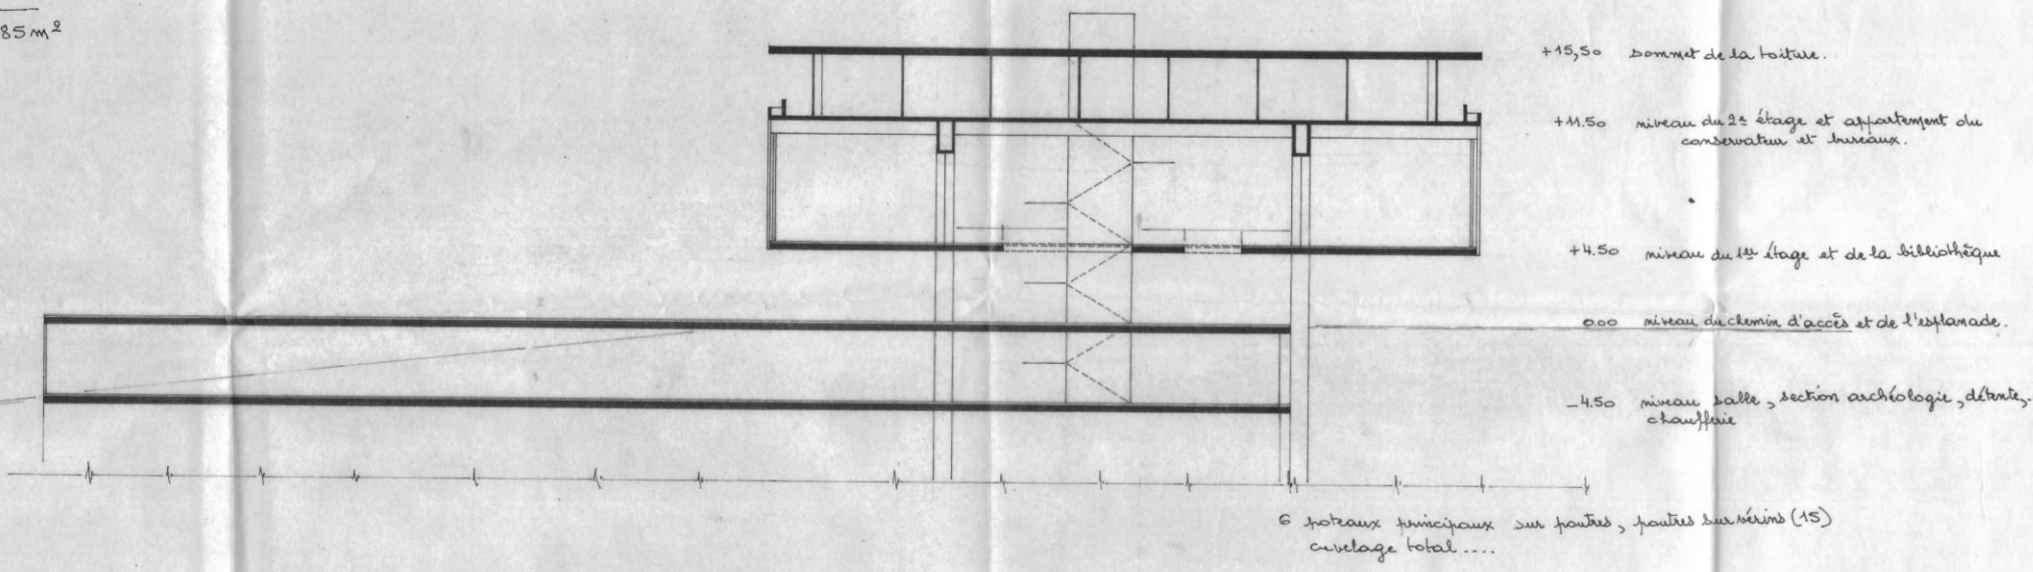 85 m²
+15,50 sommet de la toiture.
+11.50 niveau du 2e étage et appartement du
conservateur et bureaux.
+4.50 niveau du 1er étage et de la bibliothèque
0.00 niveau du chemin d'accès et de l'esplanade.
-4.50 niveau salle, section archéologie, détente,.
chaufferie
6 poteaux principaux sur poutres, poutres sur vérins (15)
cuvelage total....